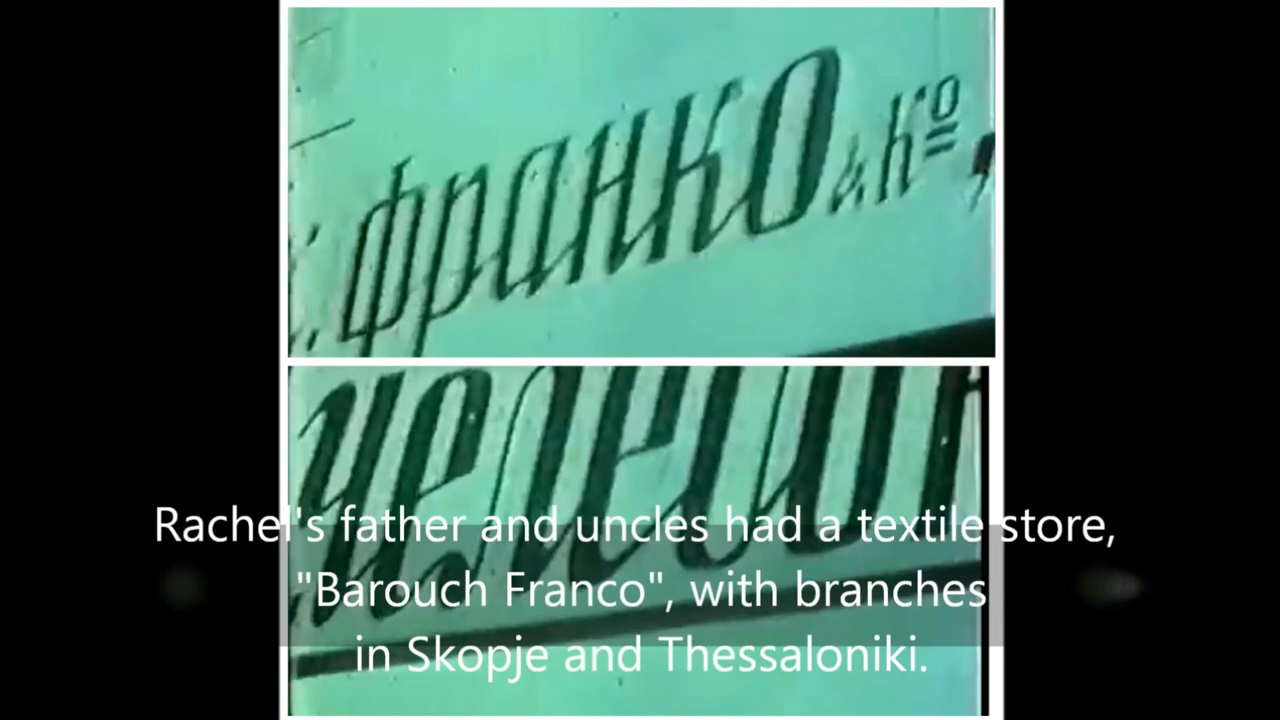 франко & Ко
Rachel's father and uncles had a textile store,
"Barouch Franco", with branches
in Skopje and Thessaloniki.